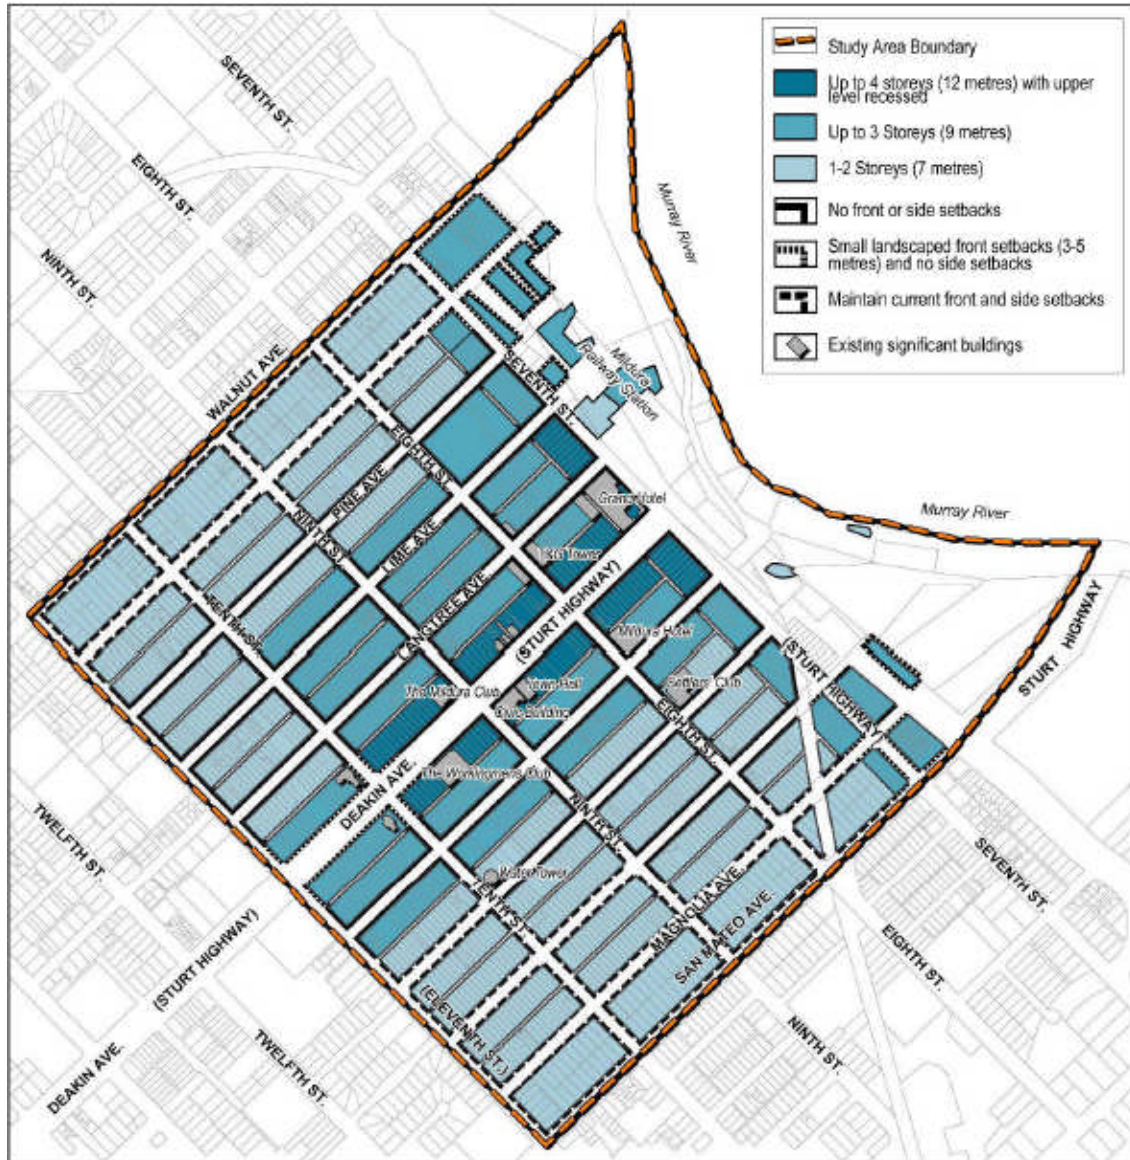 Study Area Boundary
Up to 4 storeys (12 metres) with upper
level recessed
Up to 3 Storeys (9 metres)
1-2 Storeys (7 metres)
No front or side setbacks
Small landscaped front setbacks (3-5
metres) and no side setbacks
Maintain current front and side setbacks
Existing significant buildings
SEVENTH ST.
EIGHTH ST.
NINTH ST.
WALNUT AVE.
Murray River
Mildura
Railway Station
SEVENTH ST.
EIGHTH ST.
PINE AVE.
NINTH ST.
LIME AVE.
Grand Hotel
Murray River
T&G Tower
LANGTREE AVE.
(STURT HIGHWAY)
TENTH ST.
Mildura Hotel
(STURT HIGHWAY)
STURT HIGHWAY
Settlers Club
The Mildura Club
Town Hall
Civic Building
EIGHTH ST.
The Workingmens Club
DEAKIN AVE.
NINTH ST.
TWELFTH ST.
Water Tower
SEVENTH ST.
TENTH ST.
MAGNOLIA AVE.
SAN MATEO AVE.
EIGHTH ST.
(STURT HIGHWAY)
(ELEVENTH ST.)
NINTH ST.
DEAKIN AVE.
TWELFTH ST.